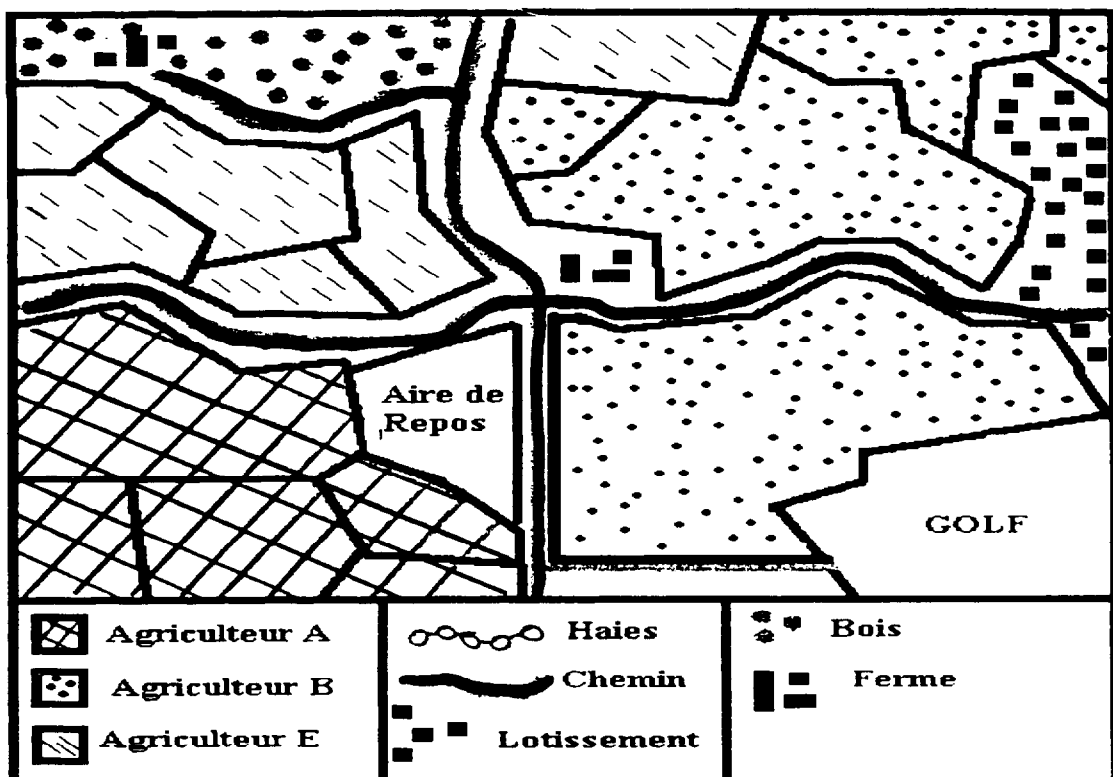 Aire de
Repos
GOLF
Agriculteur A
Agriculteur B
Agriculteur E
Haies
Chemin
Lotissement
Bois
Ferme